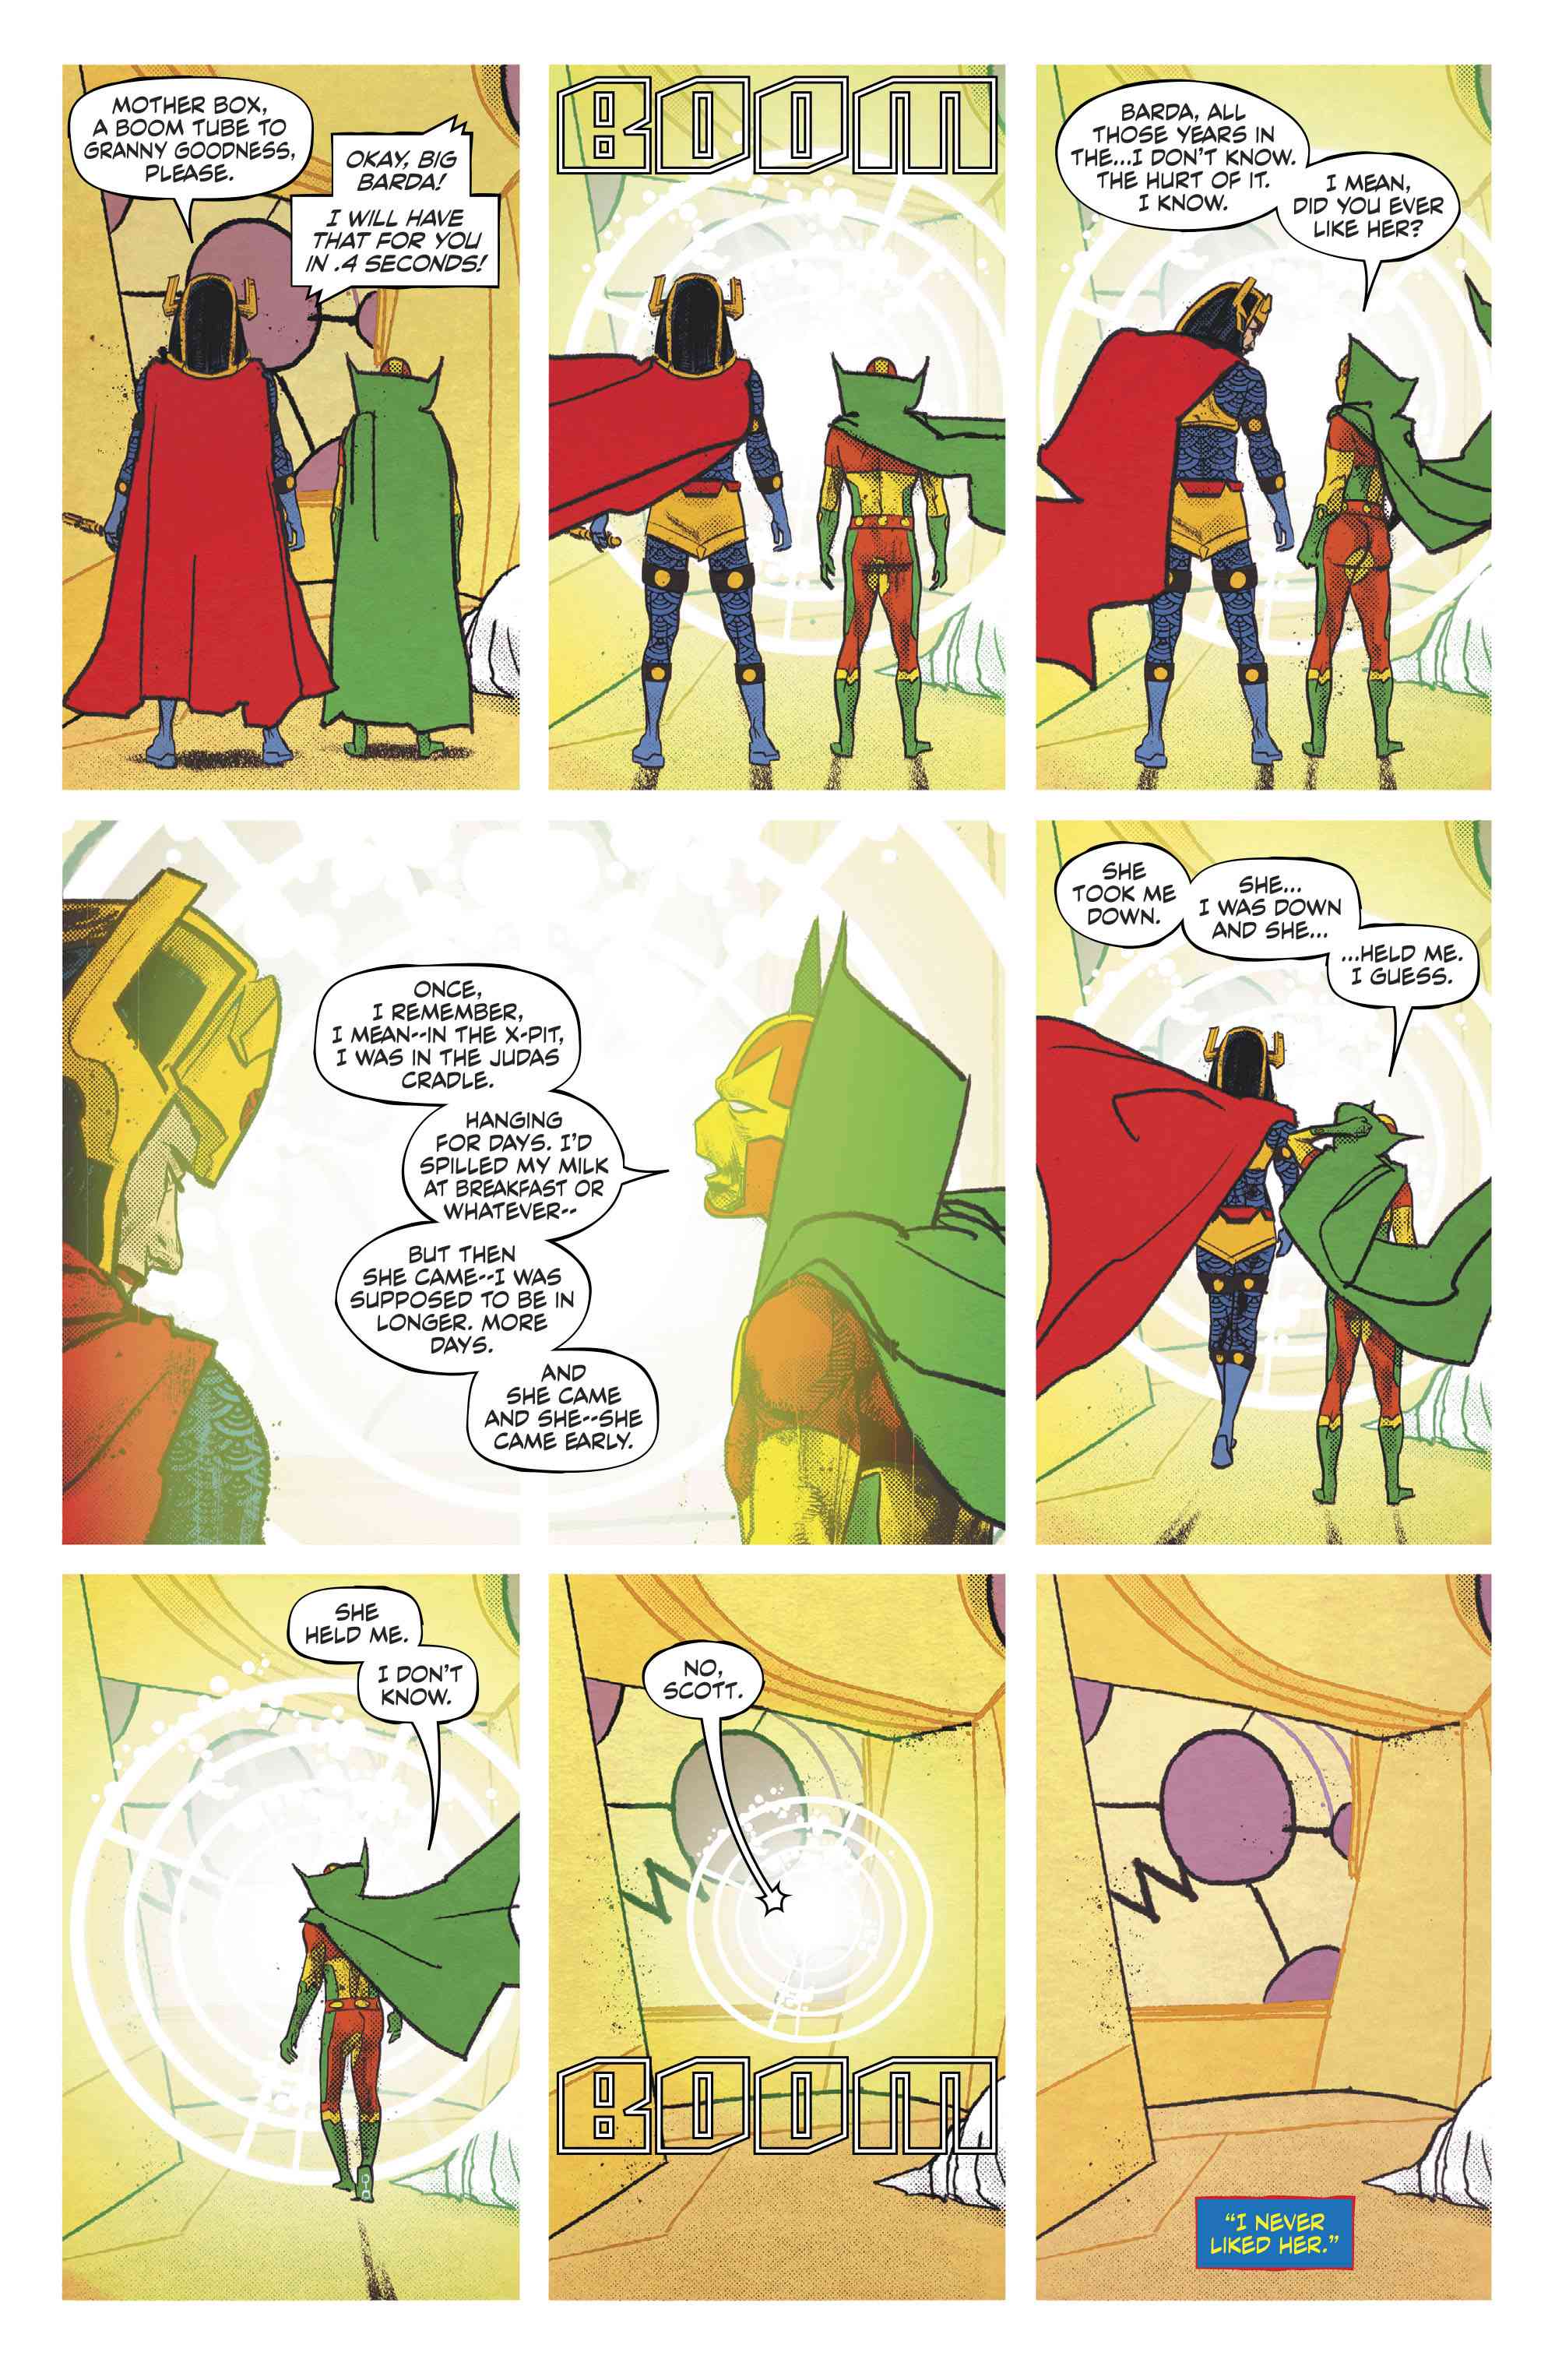 MOTHER BOX,
A BOOM TUBE TO
GRANNY GOODNESS,
PLEASE.
OKAY, BIG
BARDA!
I WILL HAVE
THAT FOR YOU
IN .4 SECONDS!
BOOM
BARDA, ALL
THOSE YEARS IN
THE...I DON'T KNOW.
THE HURT OF IT.
I KNOW.
I MEAN,
DID YOU EVER
LIKE HER?
ONCE,
I REMEMBER,
I MEAN--IN THE X-PIT,
I WAS IN THE JUDAS
CRADLE.
HANGING
FOR DAYS. I'D
SPILLED MY MILK
AT BREAKFAST OR
WHATEVER--
BUT THEN
SHE CAME--I WAS
SUPPOSED TO BE IN
LONGER. MORE
DAYS.
AND
SHE CAME
AND SHE--SHE
CAME EARLY.
SHE
TOOK ME
DOWN.
SHE...
I WAS DOWN
AND SHE...
...HELD ME.
I GUESS.
SHE
HELD ME.
I DON'T
KNOW.
NO,
SCOTT.
BOOM
"I NEVER
LIKED HER."